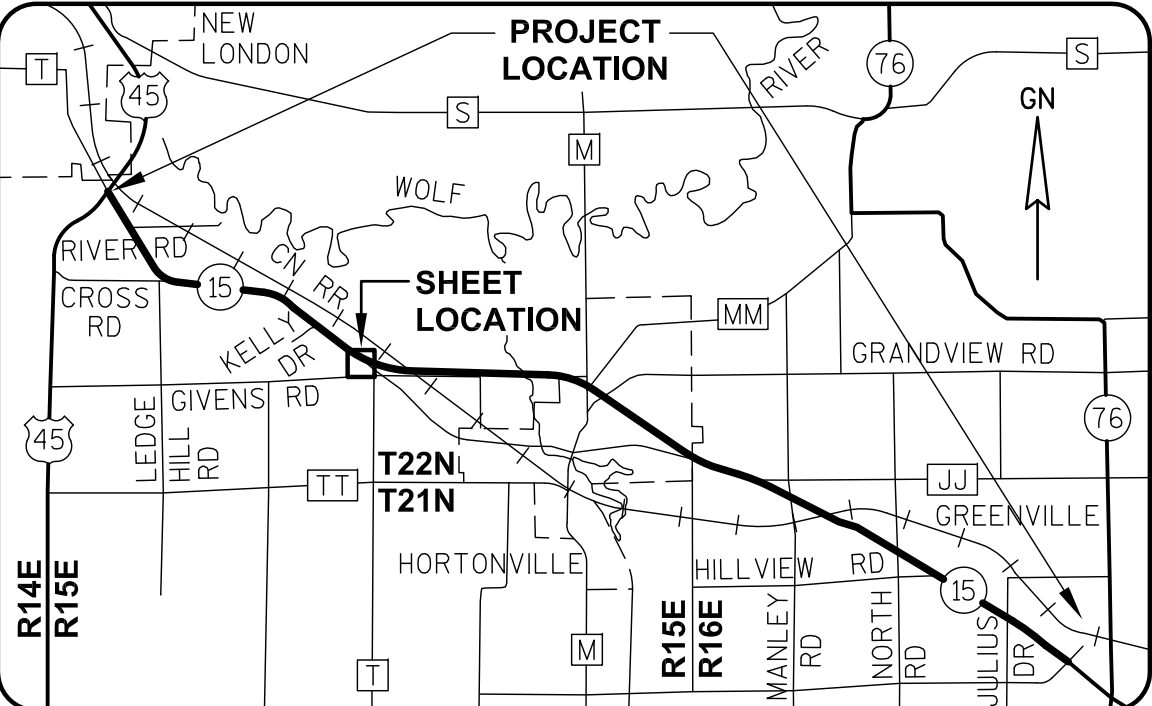 NEW
LONDON
PROJECT
LOCATION
RIVER
76
S
T
45
S
GN
M
WOLF
RIVER RD
CN RR
15
CROSS
RD
SHEET
LOCATION
MM
KELLY
DR
GRANDVIEW RD
GIVENS RD
45
LEDGE
HILL
RD
76
T22N
T21N
TT
JJ
GREENVILLE
HORTONVILLE
HILLVIEW RD
R14E
R15E
15
R15E
R16E
MANLEY
RD
NORTH
RD
JULIUS
DR
M
T